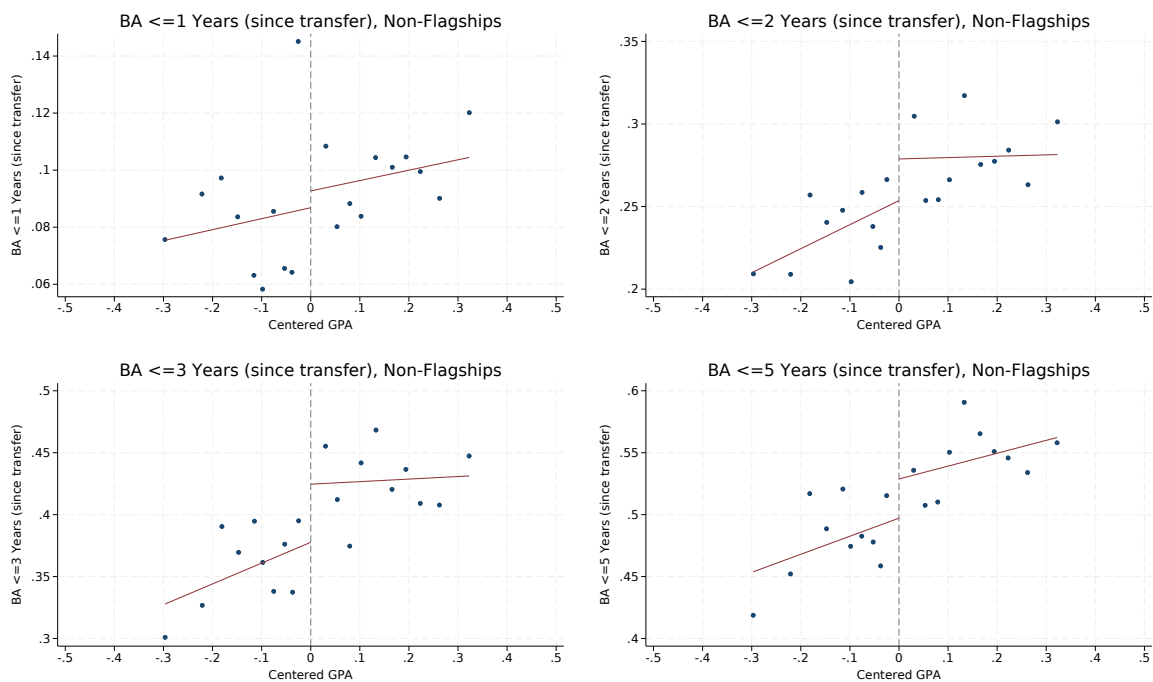 BA <=1 Years (since transfer), Non-Flagships
BA <=1 Years (since transfer)
.14
.12
.1
.08
.06
-.5 -.4 -.3 -.2 -.1 0 .1 .2 .3 .4 .5
Centered GPA
BA <=2 Years (since transfer), Non-Flagships
BA <=2 Years (since transfer)
.35
.3
.25
.2
-.5 -.4 -.3 -.2 -.1 0 .1 .2 .3 .4 .5
Centered GPA
BA <=3 Years (since transfer), Non-Flagships
BA <=3 Years (since transfer)
.5
.45
.4
.35
.3
-.5 -.4 -.3 -.2 -.1 0 .1 .2 .3 .4 .5
Centered GPA
BA <=5 Years (since transfer), Non-Flagships
BA <=5 Years (since transfer)
.6
.55
.5
.45
.4
-.5 -.4 -.3 -.2 -.1 0 .1 .2 .3 .4 .5
Centered GPA